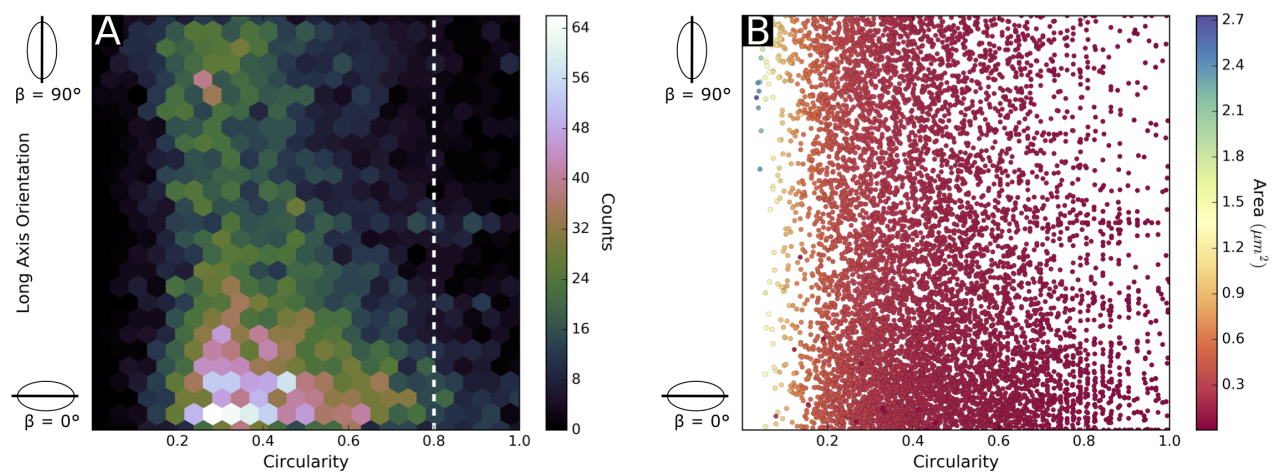 A
β = 90°
Long Axis Orientation
β = 0°
0.2 0.4 0.6 0.8 1.0
Circularity
64
56
48
40
32
24
16
8
0
Counts
B
β = 90°
β = 0°
0.2 0.4 0.6 0.8 1.0
Circularity
2.7
2.4
2.1
1.8
1.5
1.2
0.9
0.6
0.3
Area (μm²)